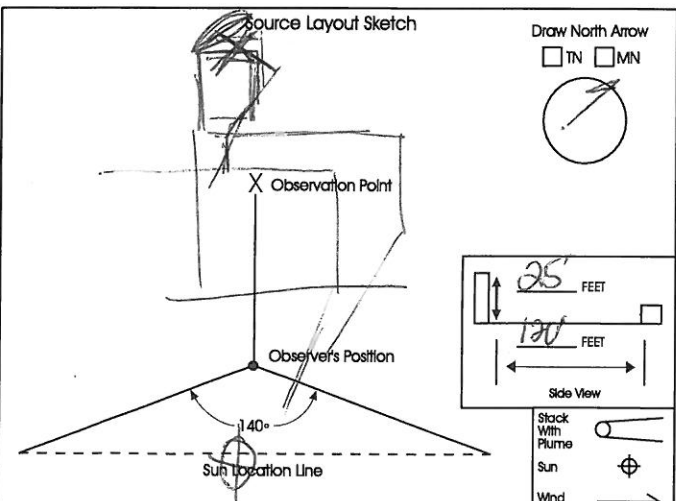 Source Layout Sketch
Draw North Arrow
TN MN
X Observation Point
25' FEET
Observer's Position
120' FEET
Side View
140°
Sun Location Line
Stack
With
Plume
Sun
Wind